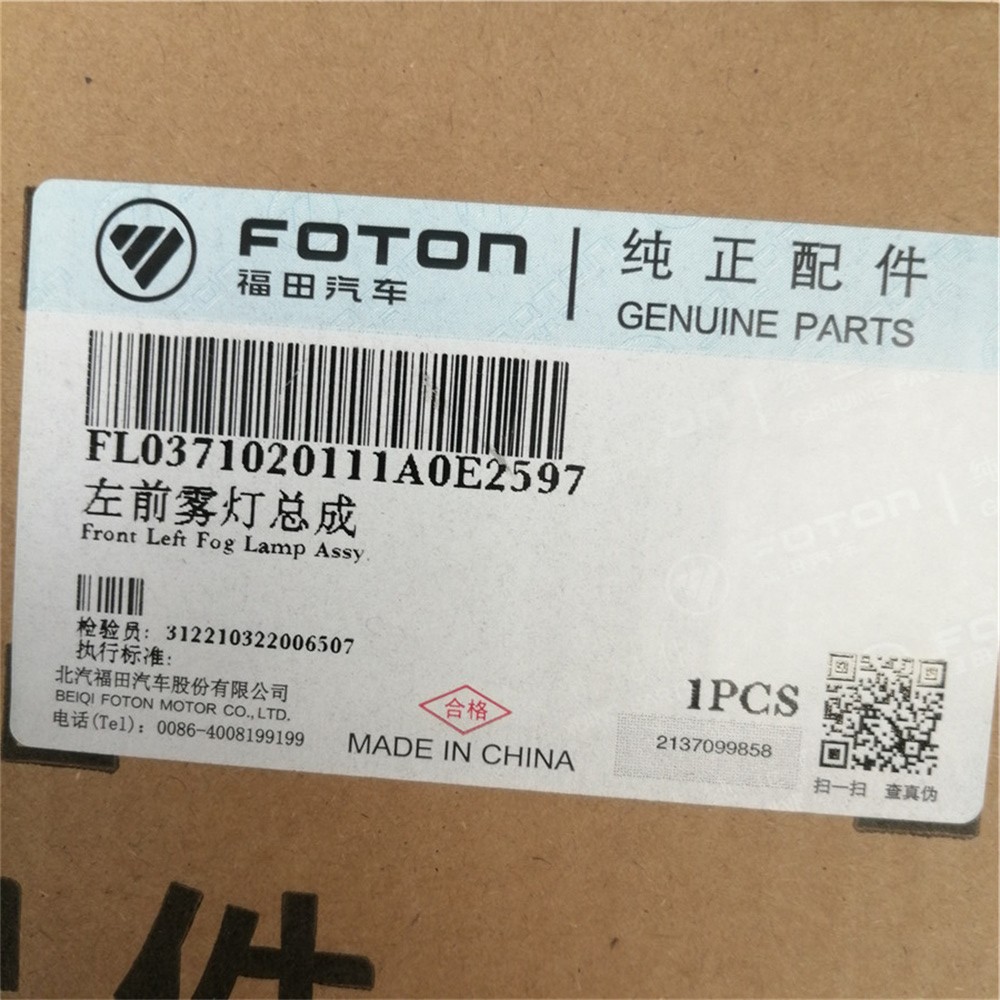 FOTON
福田汽车
纯正配件
GENUINE PARTS
FL0371020111A0E2597
左前雾灯总成
Front Left Fog Lamp Assy.
检验员: 312210322006507
执行标准:
北汽福田汽车股份有限公司
BEIQI FOTON MOTOR CO., LTD.
电话(Tel): 0086-4008199199
合格
MADE IN CHINA
1PCS
2137099858
扫一扫 查真伪
件